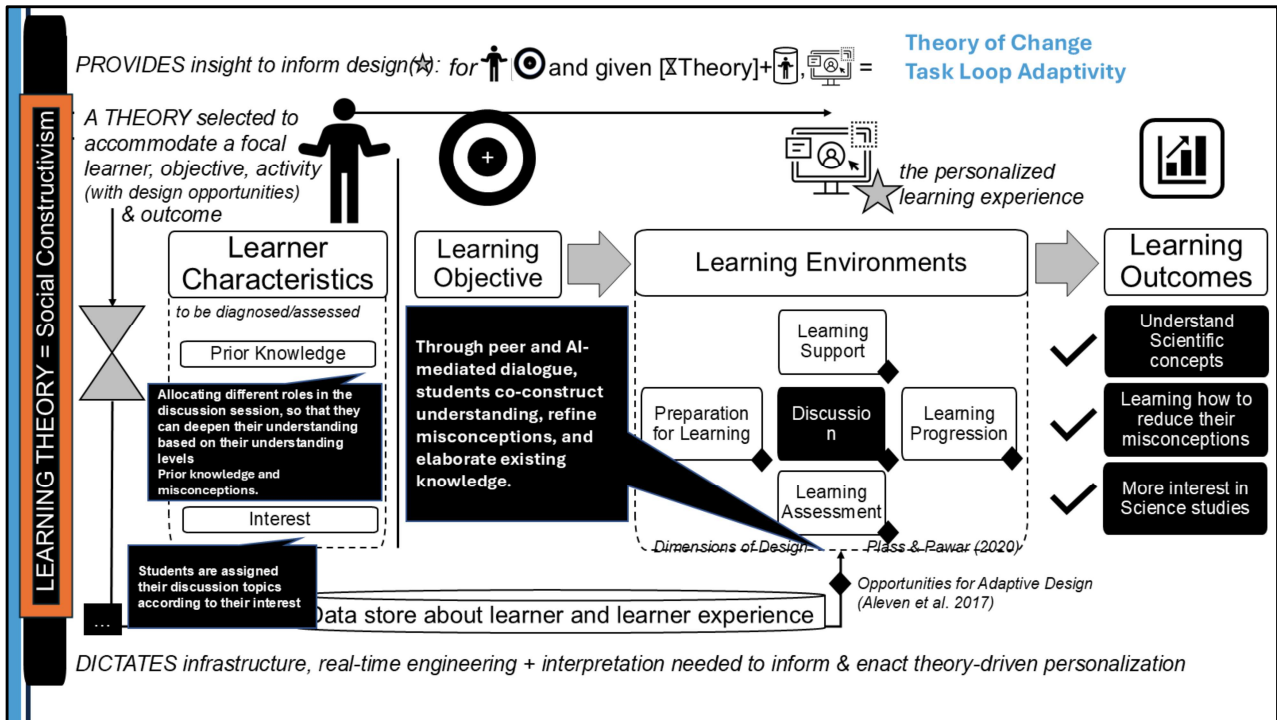 PROVIDES insight to inform design( ): for and given [ Theory]+ , =
Theory of Change
Task Loop Adaptivity
LEARNING THEORY = Social Constructivism
A THEORY selected to
accommodate a focal
learner, objective, activity
(with design opportunities)
& outcome
the personalized
learning experience
Learner
Characteristics
to be diagnosed/assessed
Prior Knowledge
Allocating different roles in the
discussion session, so that they
can deepen their understanding
based on their understanding
levels
Prior knowledge and
misconceptions.
Interest
Students are assigned
their discussion topics
according to their interest
...
Learning
Objective
Through peer and AI-
mediated dialogue,
students co-construct
understanding, refine
misconceptions, and
elaborate existing
knowledge.
Learning Environments
Learning
Support
Preparation
for Learning
Discussio
n
Learning
Progression
Learning
Assessment
Dimensions of Design
Plass & Pawar (2020)
Learning
Outcomes
Understand
Scientific
concepts
Learning how to
reduce their
misconceptions
More interest in
Science studies
Data store about learner and learner experience
Opportunities for Adaptive Design
(Aleven et al. 2017)
DICTATES infrastructure, real-time engineering + interpretation needed to inform & enact theory-driven personalization